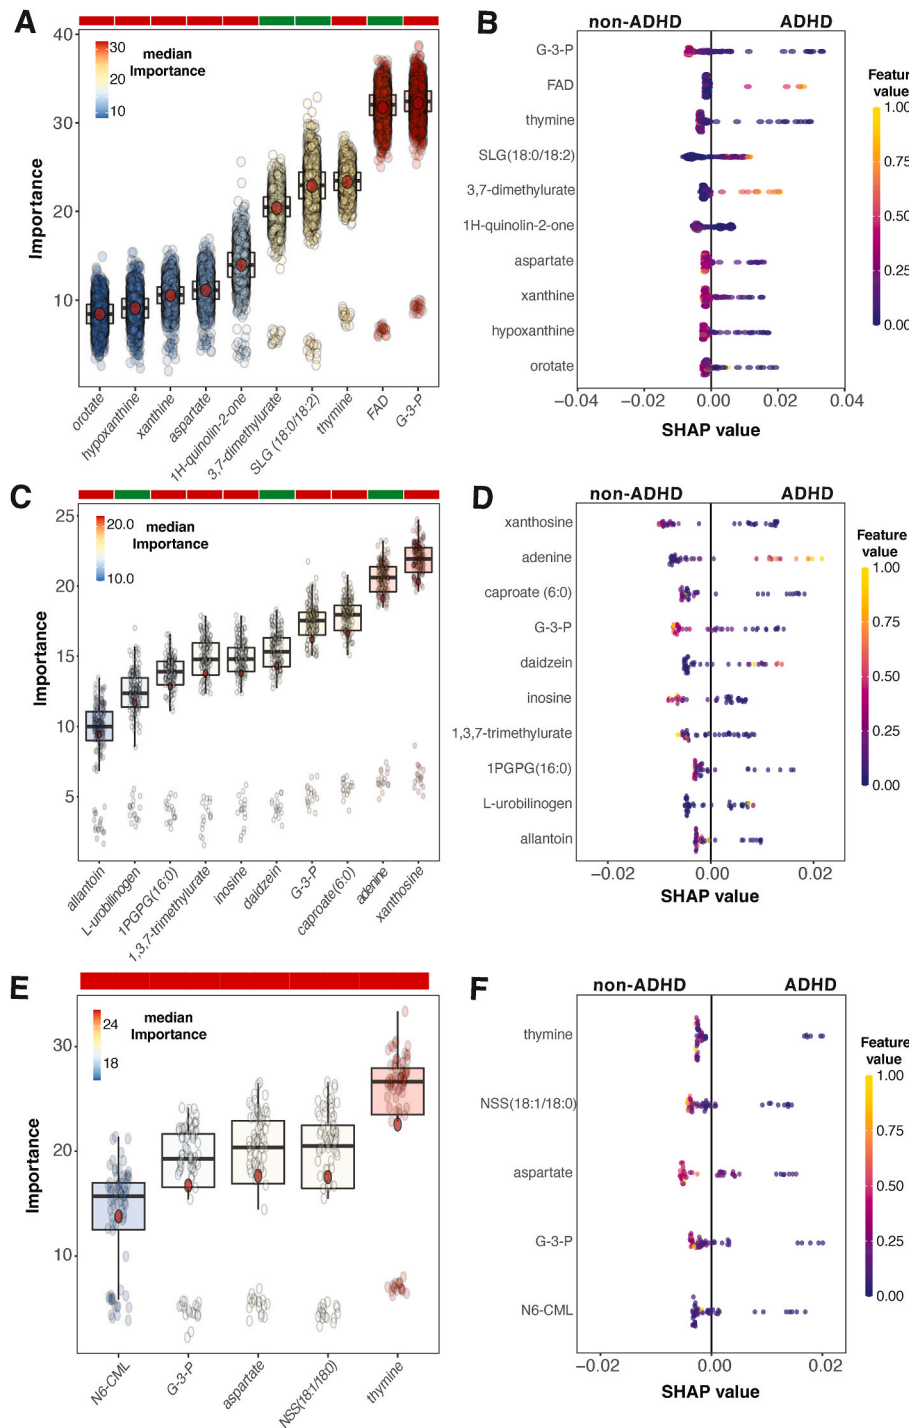 A
40
30
20
10
Importance
30
20
10
median
Importance
orotate
hypoxanthine
xanthine
aspartate
1H-quinolin-2-one
3,7-dimethylurate
SLG (18:0/18:2)
thymine
FAD
G-3-P
B
non-ADHD
ADHD
G-3-P
FAD
thymine
SLG(18:0/18:2)
3,7-dimethylurate
1H-quinolin-2-one
aspartate
xanthine
hypoxanthine
orotate
−0.04
−0.02
0.00
0.02
0.04
SHAP value
Featur
value
1.00
0.75
0.50
0.25
0.00
C
25
20
15
10
5
Importance
20.0
10.0
median
Importance
allantoin
L-urobilinogen
1PGPG(16:0)
1,3,7-trimethylurate
inosine
daidzein
G-3-P
caproate(6:0)
adenine
xanthosine
D
non-ADHD
ADHD
xanthosine
adenine
caproate (6:0)
G-3-P
daidzein
inosine
1,3,7-trimethylurate
1PGPG(16:0)
L-urobilinogen
allantoin
−0.02
0.00
0.02
SHAP value
Feature
value
1.00
0.75
0.50
0.25
0.00
E
30
20
10
Importance
24
18
median
Importance
N6-CML
G-3-P
aspartate
NSS(18:1/18:0)
thymine
F
non-ADHD
ADHD
thymine
NSS(18:1/18:0)
aspartate
G-3-P
N6-CML
−0.02
0.00
0.02
SHAP value
Feature
value
1.00
0.75
0.50
0.25
0.00